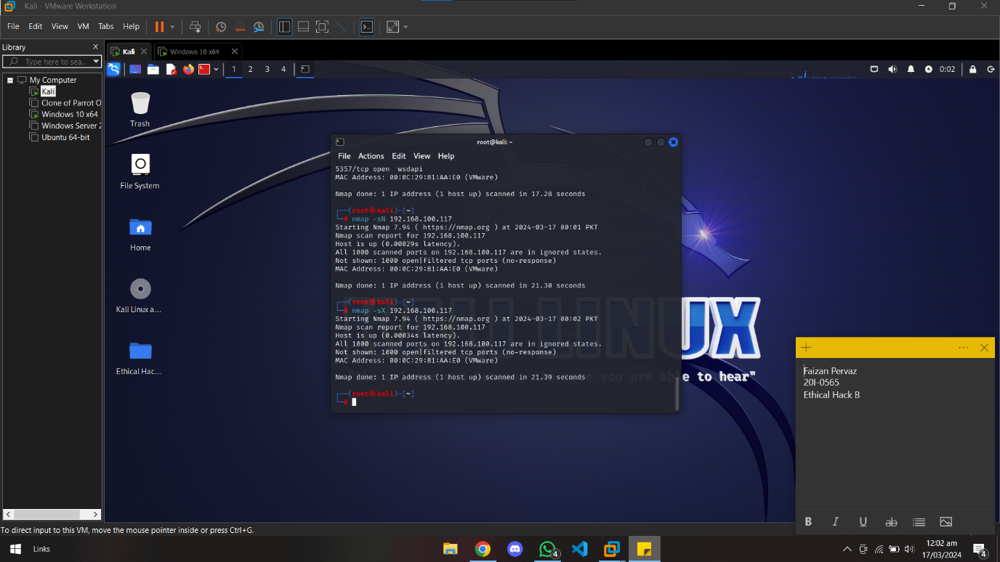 Kali - VMware Workstation
File Edit View VM Tabs Help
Library
Type here to sea...
My Computer
Kali
Clone of Parrot O
Windows 10 x64
Windows Server 2
Ubuntu 64-bit
Kali
Windows 10 x64
1 2 3 4
0:02
Trash
File System
Home
Kali Linux a...
Ethical Hac...
root@kali: ~
File Actions Edit View Help
5357/tcp open  wsdapi
MAC Address: 00:0C:29:81:AA:E0 (VMware)
Nmap done: 1 IP address (1 host up) scanned in 17.28 seconds
┌──(root㉿kali)-[~]
└─# nmap -sN 192.168.100.117
Starting Nmap 7.94 ( https://nmap.org ) at 2024-03-17 00:01 PKT
Nmap scan report for 192.168.100.117
Host is up (0.00029s latency).
All 1000 scanned ports on 192.168.100.117 are in ignored states.
Not shown: 1000 open|filtered tcp ports (no-response)
MAC Address: 00:0C:29:81:AA:E0 (VMware)
Nmap done: 1 IP address (1 host up) scanned in 21.30 seconds
┌──(root㉿kali)-[~]
└─# nmap -sX 192.168.100.117
Starting Nmap 7.94 ( https://nmap.org ) at 2024-03-17 00:02 PKT
Nmap scan report for 192.168.100.117
Host is up (0.00034s latency).
All 1000 scanned ports on 192.168.100.117 are in ignored states.
Not shown: 1000 open|filtered tcp ports (no-response)
MAC Address: 00:0C:29:81:AA:E0 (VMware)
Nmap done: 1 IP address (1 host up) scanned in 21.39 seconds
┌──(root㉿kali)-[~]
└─#
KALI LINUX
you are able to hear"
Faizan Pervaz
20I-0565
Ethical Hack B
B I U ab
To direct input to this VM, move the mouse pointer inside or press Ctrl+G.
Links
4
12:02 am
17/03/2024
4